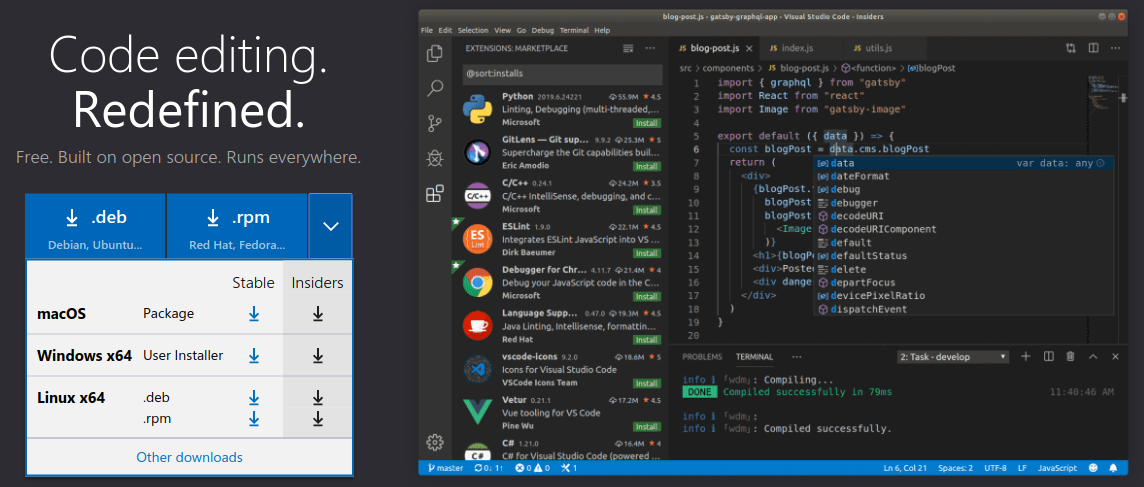 Code editing.
Redefined.
Free. Built on open source. Runs everywhere.
.deb
Debian, Ubuntu...
.rpm
Red Hat, Fedora...
Stable
Insiders
macOS
Package
Windows x64
User Installer
Linux x64
.deb
.rpm
Other downloads
blog-post.js - gatsby-graphql-app - Visual Studio Code - Insiders
File Edit Selection View Go Debug Terminal Help
EXTENSIONS: MARKETPLACE
@sort:installs
Python 2019.6.24221 55.9M ★ 4.5
Linting, Debugging (multi-threaded,...
Microsoft Install
GitLens — Git sup... 9.9.2 25.3M ★ 5
Supercharge the Git capabilities buil...
Eric Amodio Install
C/C++ 0.24.1 24.2M ★ 3.5
C/C++ IntelliSense, debugging, and c...
Microsoft Install
ESLint 1.9.0 22.1M ★ 4.5
Integrates ESLint JavaScript into VS ...
Dirk Baeumer Install
Debugger for Chr... 4.11.7 21.4M ★ 4
Debug your JavaScript code in the C...
Microsoft Install
Language Supp... 0.47.0 19.3M ★ 4.5
Java Linting, Intellisense, formattin...
Red Hat Install
vscode-icons 9.2.0 18.6M ★ 5
Icons for Visual Studio Code
VSCode Icons Team Install
Vetur 0.21.1 17.2M ★ 4.5
Vue tooling for VS Code
Pine Wu Install
C# 1.21.0 16.4M ★ 4
C# for Visual Studio Code (powered ...
blog-post.js index.js utils.js
src › components › blog-post.js › <function> › blogPost
1 import { graphql } from "gatsby"
2 import React from "react"
3 import Image from "gatsby-image"
4
5 export default ({ data }) => {
6 const blogPost = data.cms.blogPost
7 return (
8 <div>
9 {blogPost.
10 blogPost
11 blogPost
12 <Image
13 )}
14 <h1>{blogP
15 <div>Poste
16 <div dange
17 </div>
18 )
19 }
20
data var data: any
dateFormat
debug
debugger
decodeURI
decodeURIComponent
default
defaultStatus
delete
departFocus
devicePixelRatio
dispatchEvent
PROBLEMS TERMINAL ... 2: Task - develop
info i ｢wdm｣: Compiling...
DONE Compiled successfully in 79ms 11:40:46 AM
info i ｢wdm｣:
info i ｢wdm｣: Compiled successfully.
master 0↓ 1↑ 0 0 1 Ln 6, Col 21 Spaces: 2 UTF-8 LF JavaScript